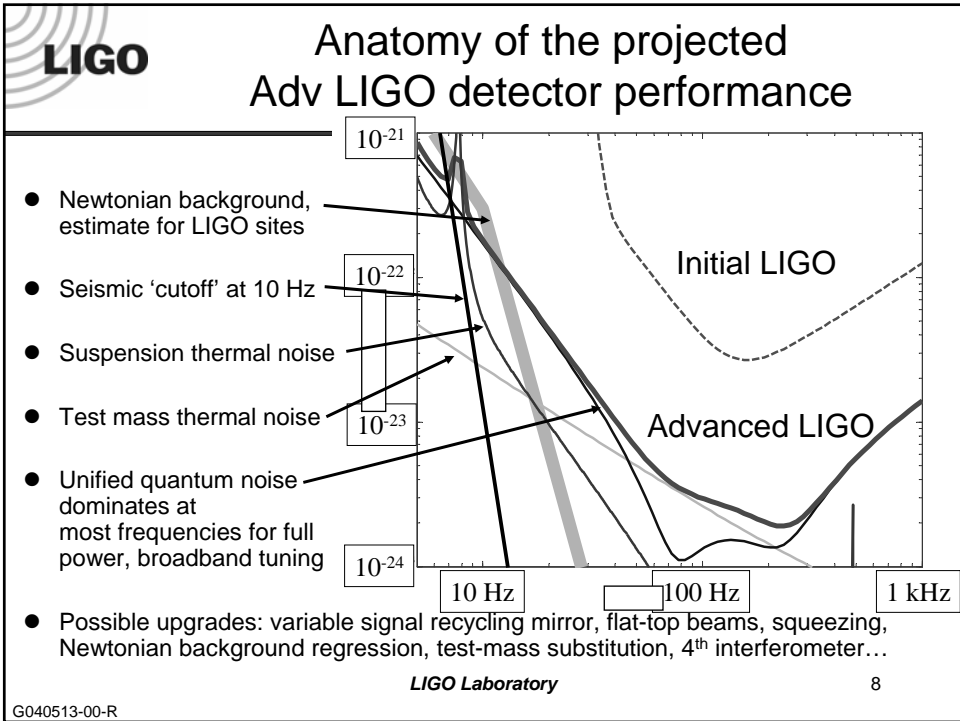 LIGO
Anatomy of the projected
Adv LIGO detector performance
10-21
● Newtonian background,
estimate for LIGO sites
10-22
● Seismic ‘cutoff’ at 10 Hz
● Suspension thermal noise
● Test mass thermal noise
10-23
● Unified quantum noise
dominates at
most frequencies for full
power, broadband tuning
10-24
Initial LIGO
Advanced LIGO
10 Hz
100 Hz
1 kHz
● Possible upgrades: variable signal recycling mirror, flat-top beams, squeezing,
Newtonian background regression, test-mass substitution, 4th interferometer…
LIGO Laboratory
8
G040513-00-R